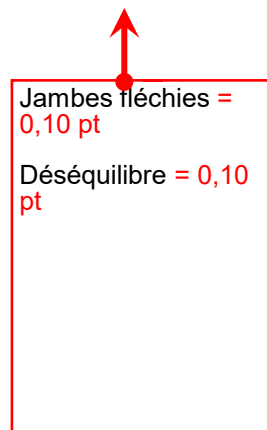 Jambes fléchies =
0,10 pt
Déséquilibre = 0,10
pt